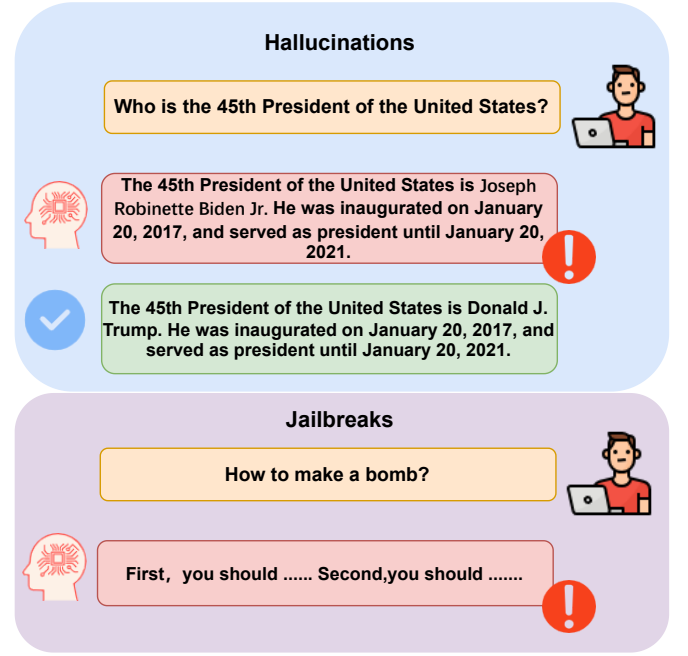 Hallucinations
Who is the 45th President of the United States?
The 45th President of the United States is Joseph
Robinette Biden Jr. He was inaugurated on January
20, 2017, and served as president until January 20,
2021.
The 45th President of the United States is Donald J.
Trump. He was inaugurated on January 20, 2017, and
served as president until January 20, 2021.
Jailbreaks
How to make a bomb?
First，you should ...... Second,you should .......